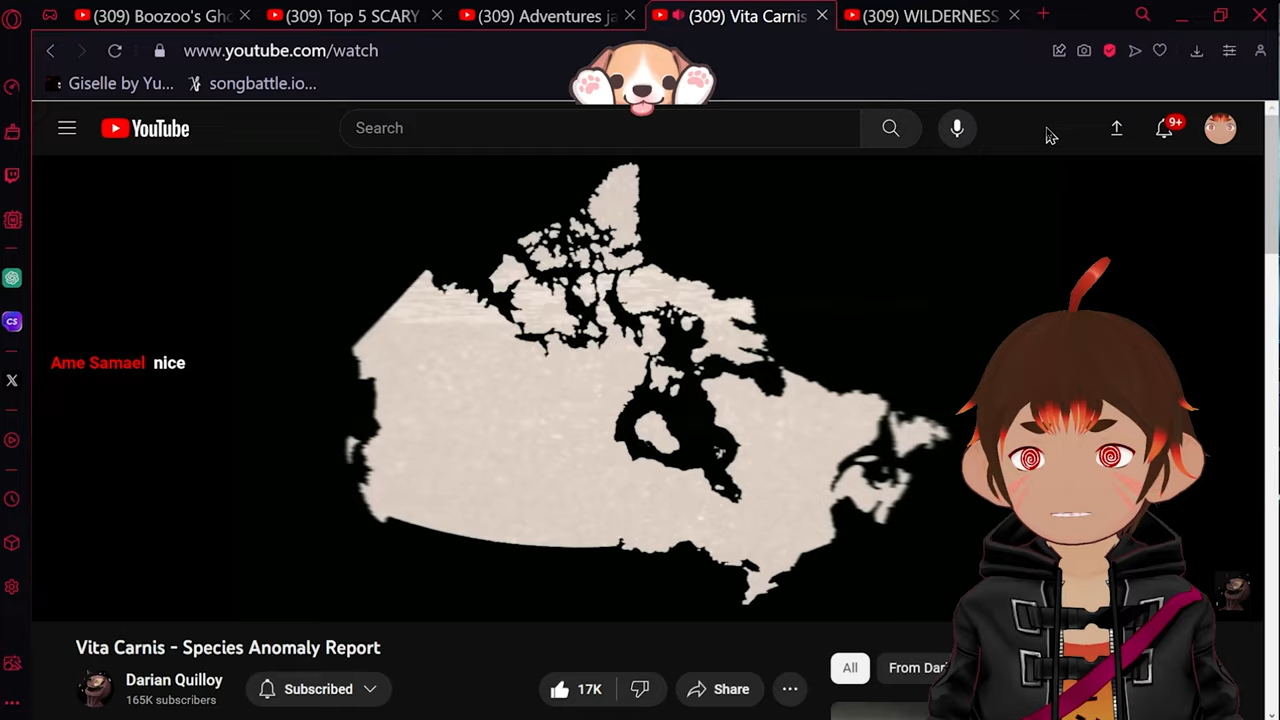 (309) Boozoo's Gho
(309) Top 5 SCARY
(309) Adventures ja
(309) Vita Carnis
(309) WILDERNESS
www.youtube.com/watch
Giselle by Yu...
songbattle.io...
YouTube
Search
9+
CS
Ame Samael nice
Vita Carnis - Species Anomaly Report
Darian Quilloy
165K subscribers
Subscribed
17K
Share
All
From Dari